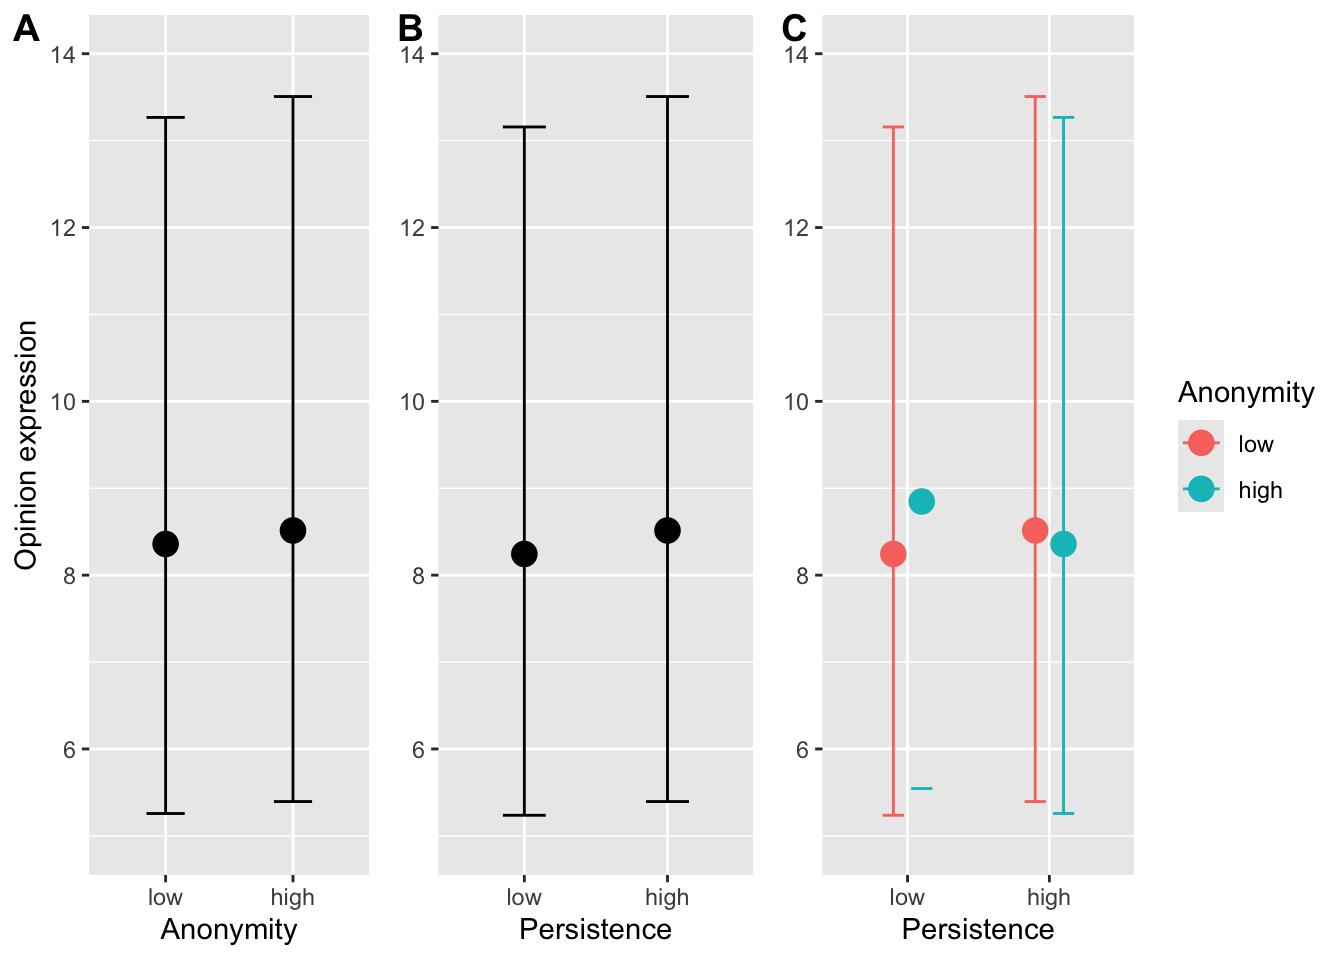 A
B
C
14
12
10
8
6
14
12
10
8
6
14
12
10
8
6
Opinion expression
low
high
low
high
low
high
Anonymity
Persistence
Persistence
Anonymity
low
high